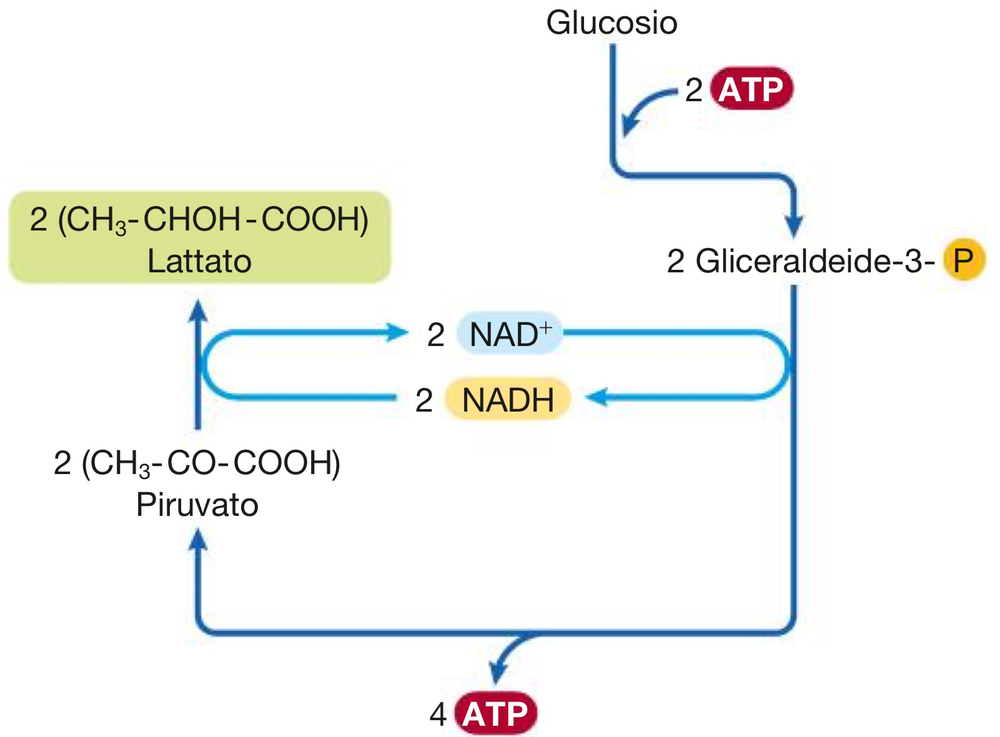 Glucosio
2 ATP
2 (CH₃-CHOH-COOH)
Lattato
2 Gliceraldeide-3- P
2 NAD⁺
2 NADH
2 (CH₃-CO-COOH)
Piruvato
4 ATP